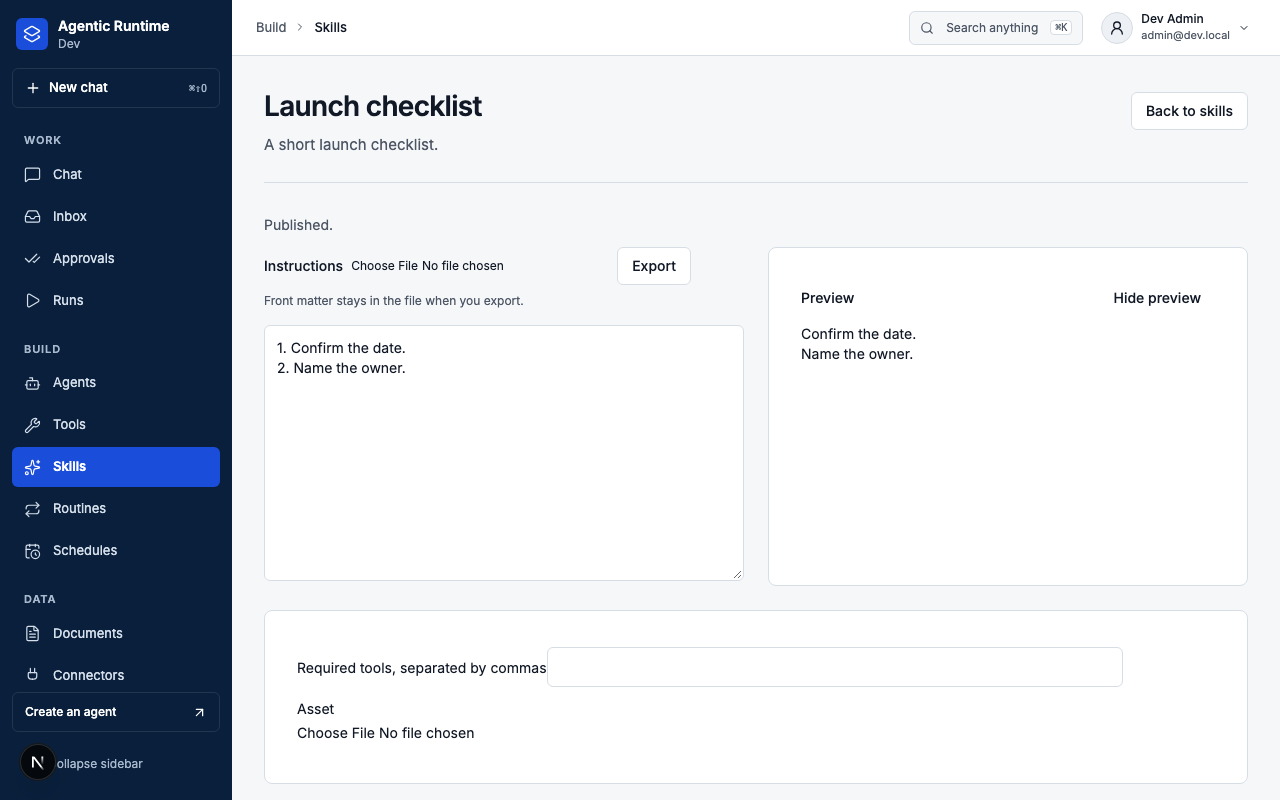 Agentic Runtime
Dev
New chat ⌘⇧O
WORK
Chat
Inbox
Approvals
Runs
BUILD
Agents
Tools
Skills
Routines
Schedules
DATA
Documents
Connectors
Create an agent
N ollapse sidebar
Build > Skills
Search anything ⌘K
Dev Admin
admin@dev.local
Launch checklist
Back to skills
A short launch checklist.
Published.
Instructions Choose File No file chosen Export
Front matter stays in the file when you export.
1. Confirm the date.
2. Name the owner.
Preview Hide preview
Confirm the date.
Name the owner.
Required tools, separated by commas
Asset
Choose File No file chosen